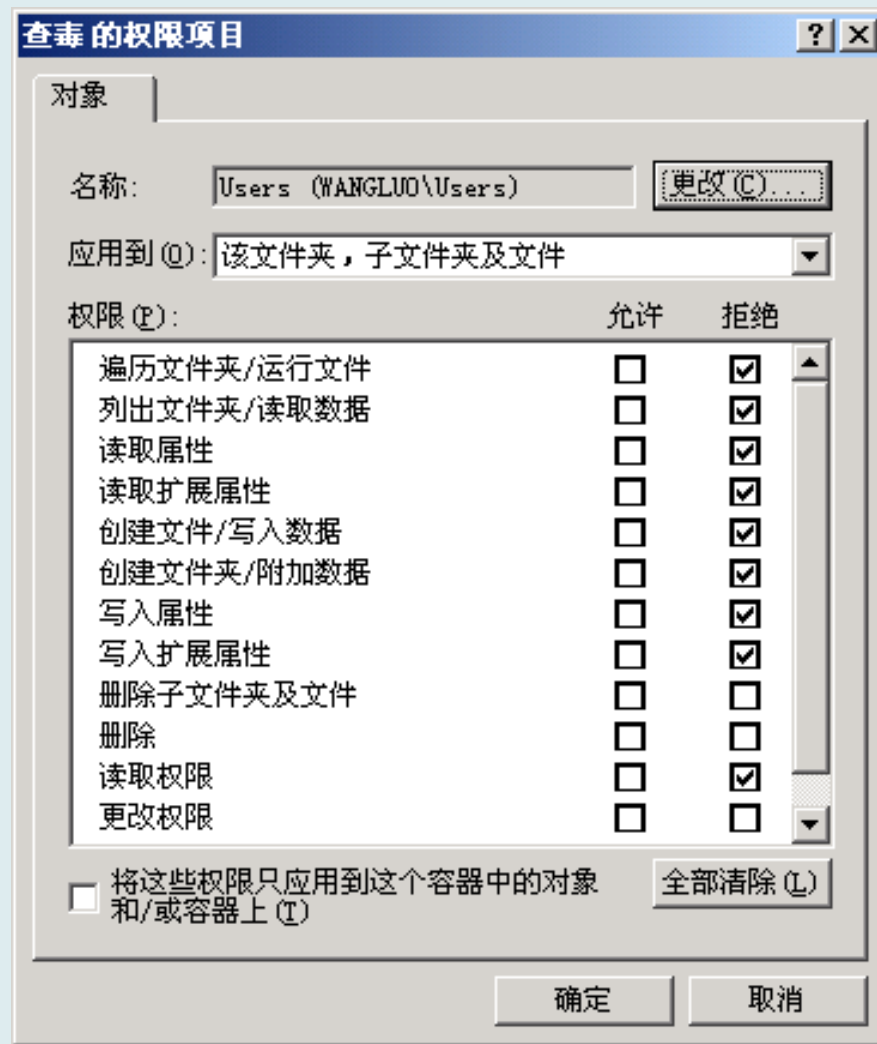 查毒 的权限项目
对象
名称: Users (WANGLUO\Users) 更改(C)...
应用到(O): 该文件夹，子文件夹及文件
权限(P): 允许 拒绝
遍历文件夹/运行文件
列出文件夹/读取数据
读取属性
读取扩展属性
创建文件/写入数据
创建文件夹/附加数据
写入属性
写入扩展属性
删除子文件夹及文件
删除
读取权限
更改权限
将这些权限只应用到这个容器中的对象
和/或容器上(T)
全部清除(L)
确定 取消